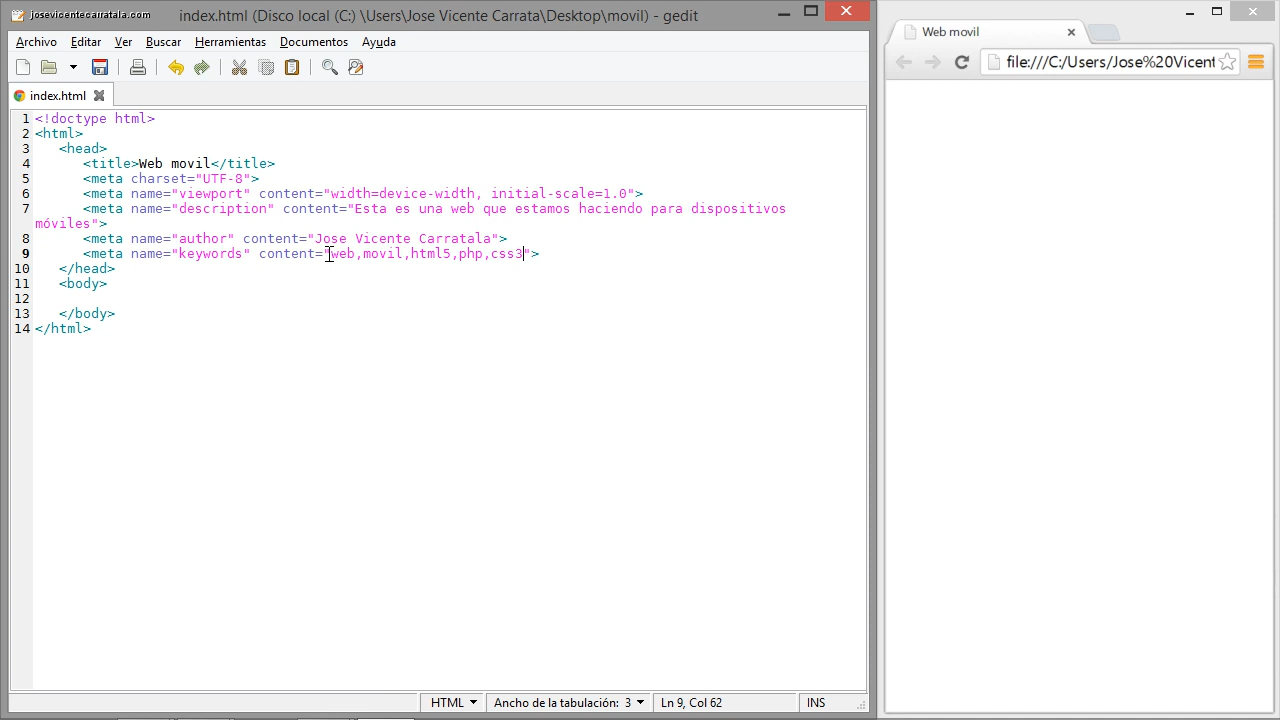 josevicentecarratala.com
index.html (Disco local (C:) \Users\Jose Vicente Carrata\Desktop\movil) - gedit
Archivo Editar Ver Buscar Herramientas Documentos Ayuda
index.html
1 <!doctype html>
2 <html>
3 <head>
4 <title>Web movil</title>
5 <meta charset="UTF-8">
6 <meta name="viewport" content="width=device-width, initial-scale=1.0">
7 <meta name="description" content="Esta es una web que estamos haciendo para dispositivos
móviles">
8 <meta name="author" content="Jose Vicente Carratala">
9 <meta name="keywords" content="web,movil,html5,php,css3">
10 </head>
11 <body>
12
13 </body>
14 </html>
HTML Ancho de la tabulación: 3 Ln 9, Col 62 INS
Web movil
file:///C:/Users/Jose%20Vicent